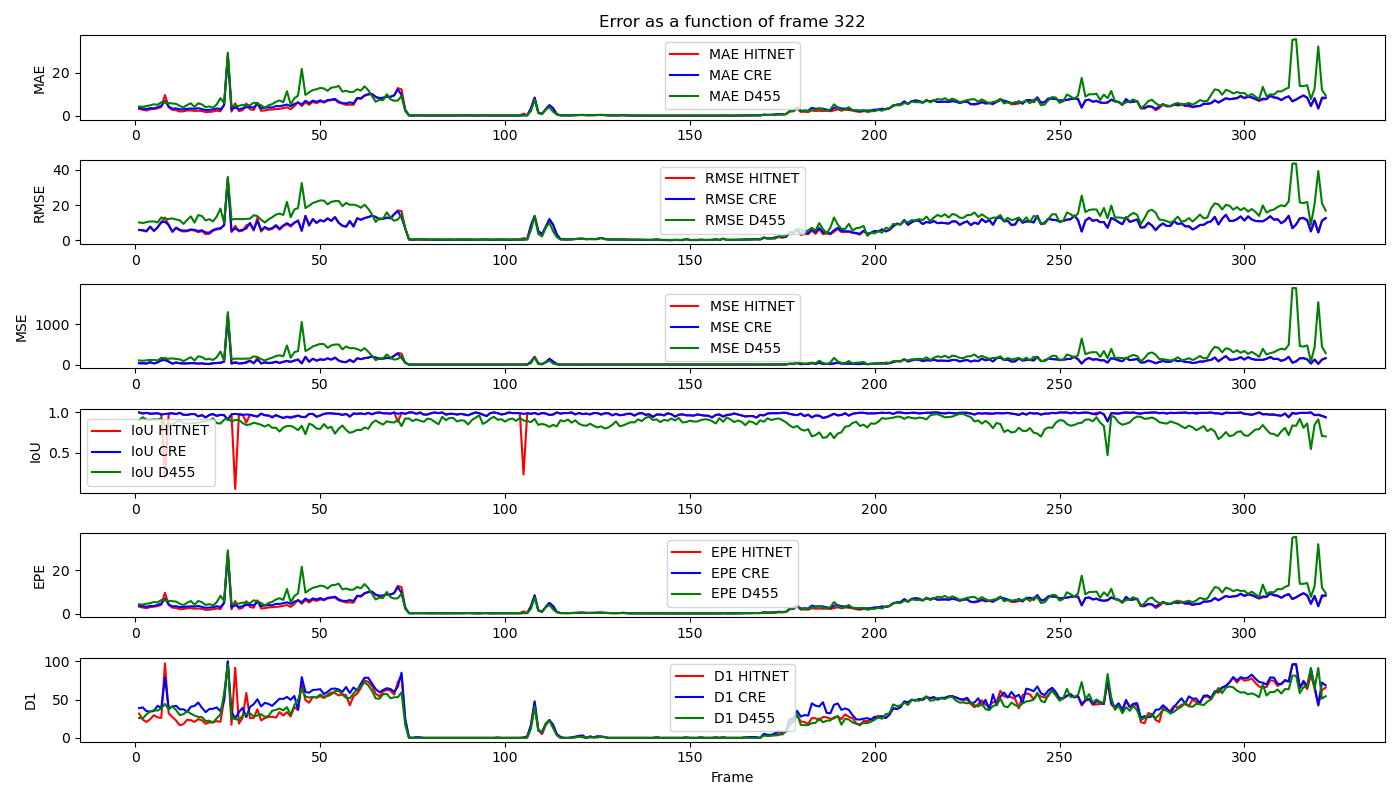 Error as a function of frame 322
MAE
20
0
MAE HITNET
MAE CRE
MAE D455
0 50 100 150 200 250 300
RMSE
40
20
0
RMSE HITNET
RMSE CRE
RMSE D455
0 50 100 150 200 250 300
MSE
1000
0
MSE HITNET
MSE CRE
MSE D455
0 50 100 150 200 250 300
IoU
1.0
0.5
IoU HITNET
IoU CRE
IoU D455
0 50 100 150 200 250 300
EPE
20
0
EPE HITNET
EPE CRE
EPE D455
0 50 100 150 200 250 300
D1
100
50
0
D1 HITNET
D1 CRE
D1 D455
0 50 100 150 200 250 300
Frame